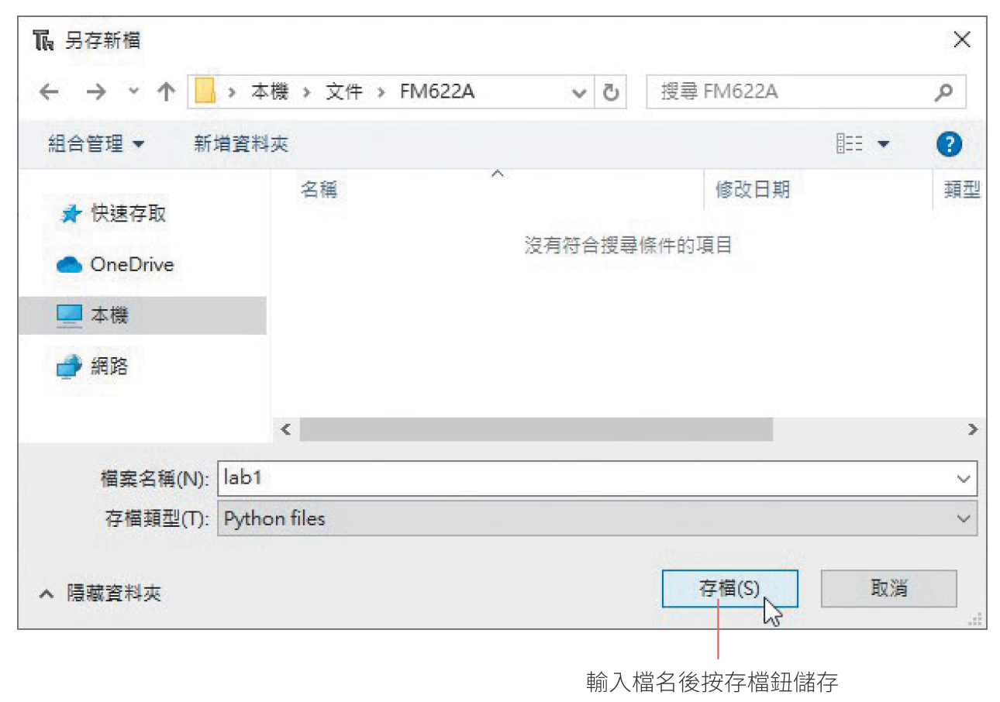 Th 另存新檔
本機 › 文件 › FM622A
搜尋 FM622A
組合管理
新增資料夾
名稱
修改日期
類型
快速存取
沒有符合搜尋條件的項目
OneDrive
本機
網路
檔案名稱(N): lab1
存檔類型(T): Python files
隱藏資料夾
存檔(S)
取消
輸入檔名後按存檔鈕儲存